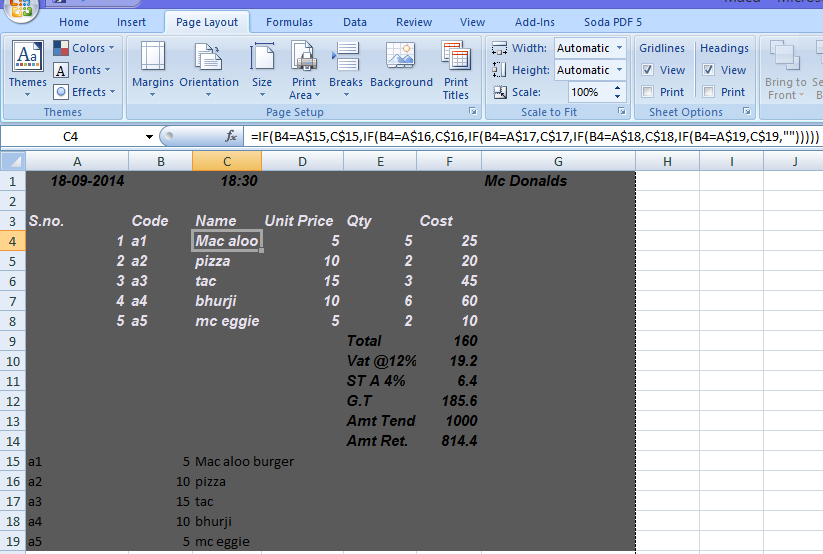 Home Insert Page Layout Formulas Data Review View Add-Ins Soda PDF 5
Colors Width: Automatic Gridlines Headings
Aa Fonts Height: Automatic View View
Themes Effects Margins Orientation Size Print Area Breaks Background Print Titles Scale: 100% Print Print Bring to Front
Themes Page Setup Scale to Fit Sheet Options
C4 fx =IF(B4=A$15,C$15,IF(B4=A$16,C$16,IF(B4=A$17,C$17,IF(B4=A$18,C$18,IF(B4=A$19,C$19,"")))))
A B C D E F G H I J
1 18-09-2014 18:30 Mc Donalds
2
3 S.no. Code Name Unit Price Qty Cost
4 1 a1 Mac aloo 5 5 25
5 2 a2 pizza 10 2 20
6 3 a3 tac 15 3 45
7 4 a4 bhurji 10 6 60
8 5 a5 mc eggie 5 2 10
9 Total 160
10 Vat @12% 19.2
11 ST A 4% 6.4
12 G.T 185.6
13 Amt Tend 1000
14 Amt Ret. 814.4
15 a1 5 Mac aloo burger
16 a2 10 pizza
17 a3 15 tac
18 a4 10 bhurji
19 a5 5 mc eggie